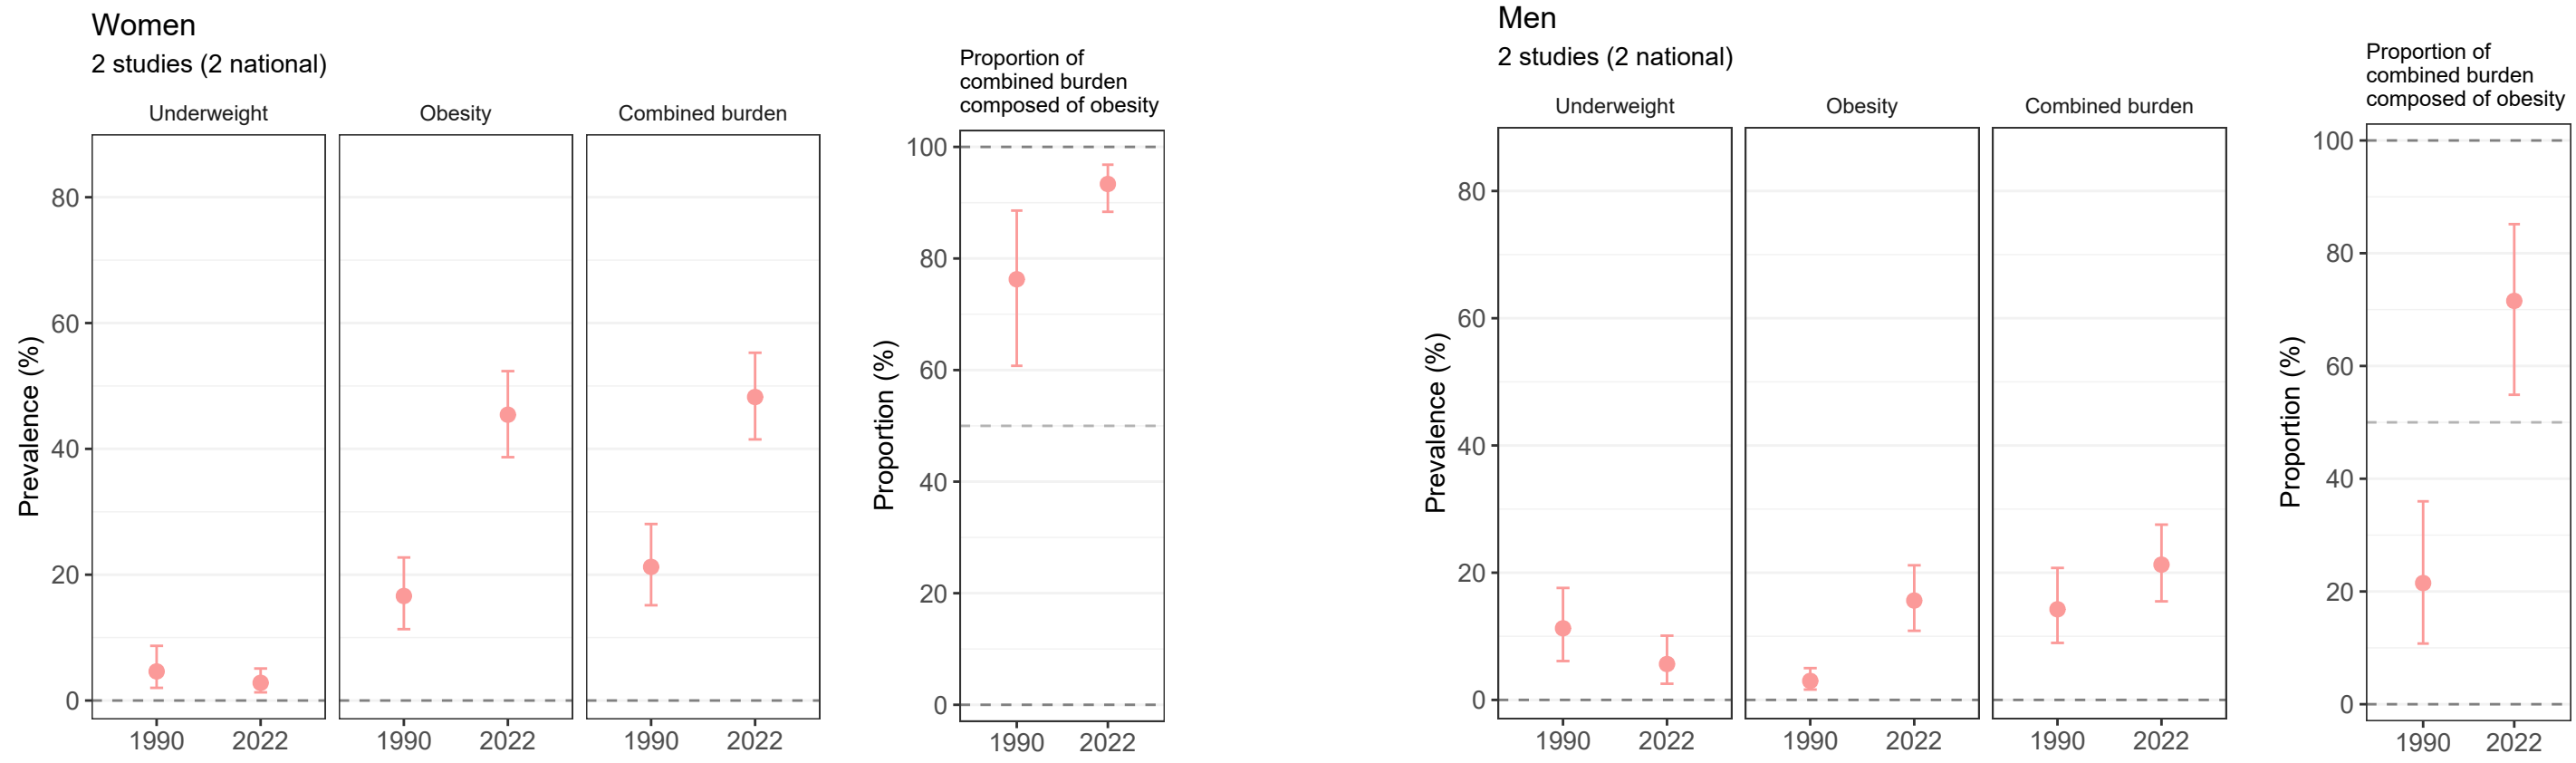 Women
2 studies (2 national)
Underweight
Obesity
Combined burden
Prevalence (%)
80
60
40
20
0
1990 2022
1990 2022
1990 2022
Proportion of
combined burden
composed of obesity
Proportion (%)
100
80
60
40
20
0
1990 2022
Men
2 studies (2 national)
Underweight
Obesity
Combined burden
Prevalence (%)
80
60
40
20
0
1990 2022
1990 2022
1990 2022
Proportion of
combined burden
composed of obesity
Proportion (%)
100
80
60
40
20
0
1990 2022